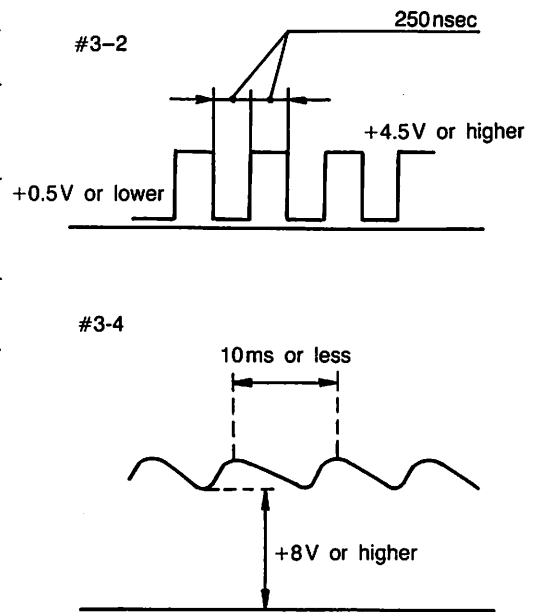 250nsec
#3-2
+4.5V or higher
+0.5V or lower
#3-4
10ms or less
+8V or higher